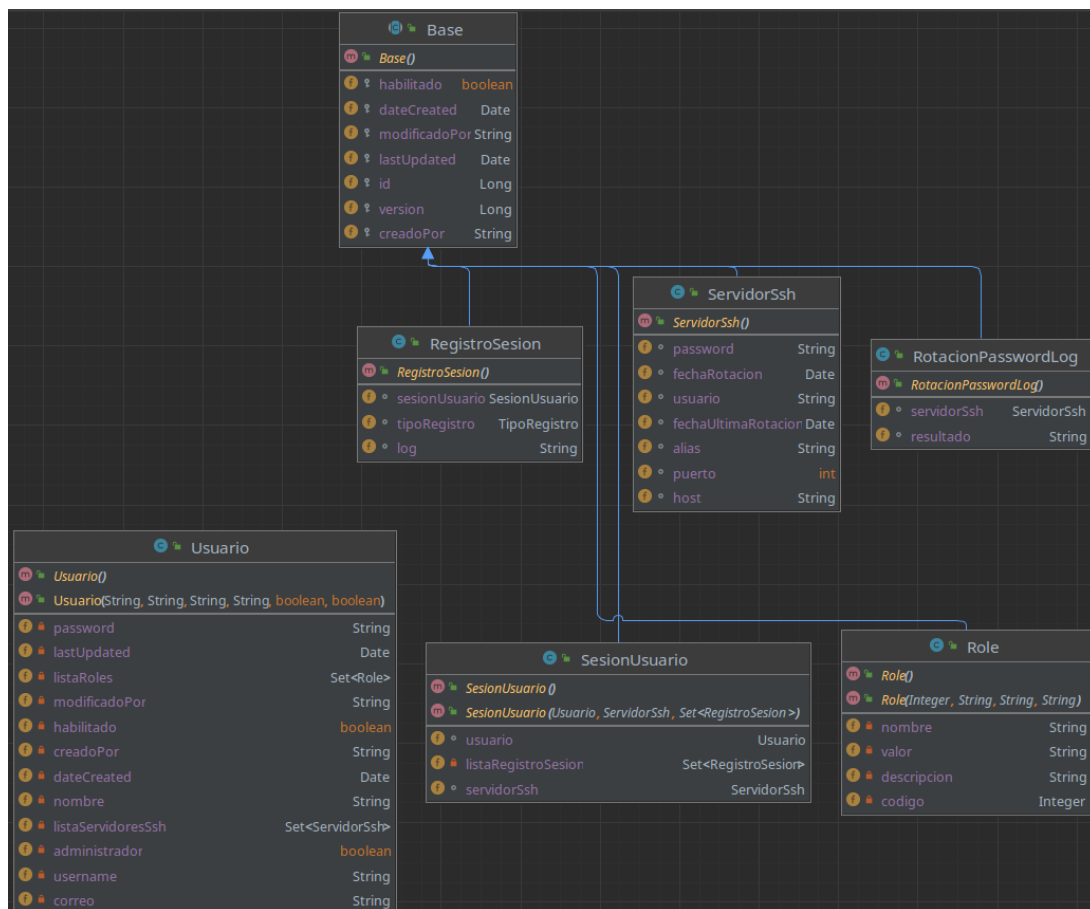 Base
Base()
habilitado boolean
dateCreated Date
modificadoPor String
lastUpdated Date
id Long
version Long
creadoPor String
RegistroSesion
RegistroSesion()
sesionUsuario SesionUsuario
tipoRegistro TipoRegistro
log String
ServidorSsh
ServidorSsh()
password String
fechaRotacion Date
usuario String
fechaUltimaRotacion Date
alias String
puerto int
host String
RotacionPasswordLog
RotacionPasswordLog()
servidorSsh ServidorSsh
resultado String
Usuario
Usuario()
Usuario(String, String, String, String, boolean, boolean)
password String
lastUpdated Date
listaRoles Set<Role>
modificadoPor String
habilitado boolean
creadoPor String
dateCreated Date
nombre String
listaServidoresSsh Set<ServidorSsh>
administrador boolean
username String
correo String
SesionUsuario
SesionUsuario()
SesionUsuario(Usuario, ServidorSsh, Set<RegistroSesion>)
usuario Usuario
listaRegistroSesion Set<RegistroSesion>
servidorSsh ServidorSsh
Role
Role()
Role(Integer, String, String, String)
nombre String
valor String
descripcion String
codigo Integer